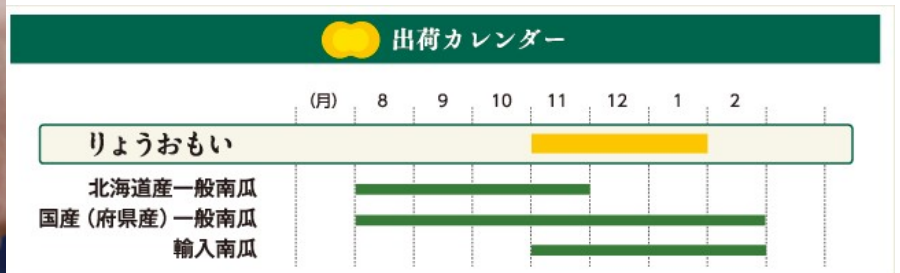 出荷カレンダー
(月) 8 9 10 11 12 1 2
りょうおもい
北海道産一般南瓜
国産(府県産)一般南瓜
輸入南瓜